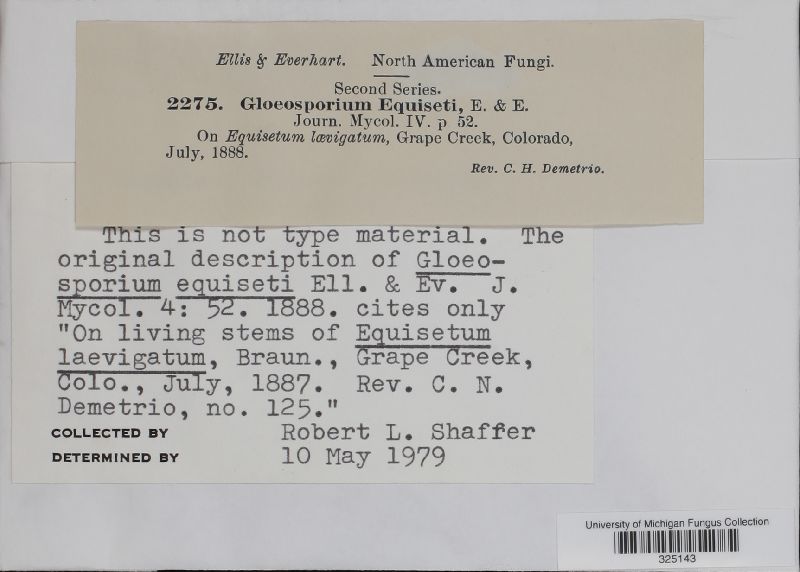 Ellis & Everhart. North American Fungi.
Second Series.
2275. Gloeosporium Equiseti, E. & E.
Journ. Mycol. IV. p 52.
On Equisetum lævigatum, Grape Creek, Colorado,
July, 1888.
Rev. C. H. Demetrio.
This is not type material. The
original description of Gloeo-
sporium equiseti Ell. & Ev. J.
Mycol. 4: 52. 1888. cites only
"On living stems of Equisetum
laevigatum, Braun., Grape Creek,
Colo., July, 1887. Rev. C. N.
Demetrio, no. 125."
COLLECTED BY Robert L. Shaffer
DETERMINED BY 10 May 1979
University of Michigan Fungus Collection
325143